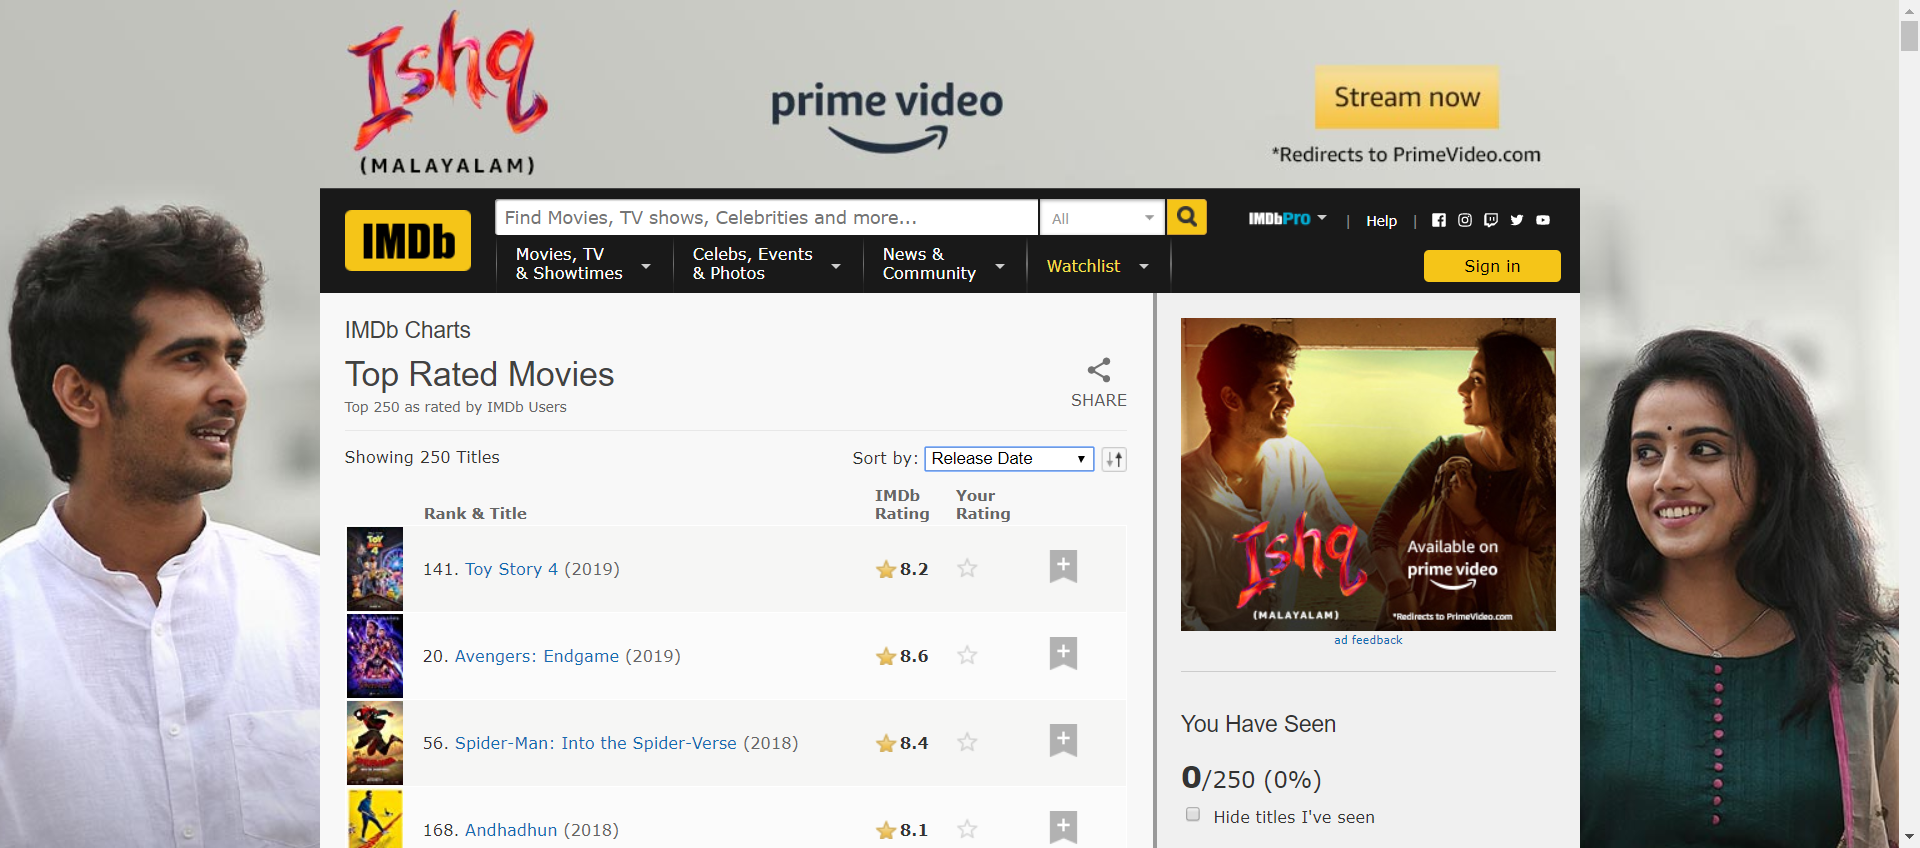 Ishq
(MALAYALAM)
prime video
Stream now
*Redirects to PrimeVideo.com
IMDb
Find Movies, TV shows, Celebrities and more...
All
IMDbPro
|
Help
|
Movies, TV
& Showtimes
Celebs, Events
& Photos
News &
Community
Watchlist
Sign in
IMDb Charts
Top Rated Movies
Top 250 as rated by IMDb Users
SHARE
Showing 250 Titles
Sort by: Release Date
Rank & Title
IMDb
Rating
Your
Rating
141. Toy Story 4 (2019) 8.2
20. Avengers: Endgame (2019) 8.6
56. Spider-Man: Into the Spider-Verse (2018) 8.4
168. Andhadhun (2018) 8.1
Ishq
(MALAYALAM)
Available on
prime video
*Redirects to PrimeVideo.com
ad feedback
You Have Seen
0/250 (0%)
Hide titles I've seen